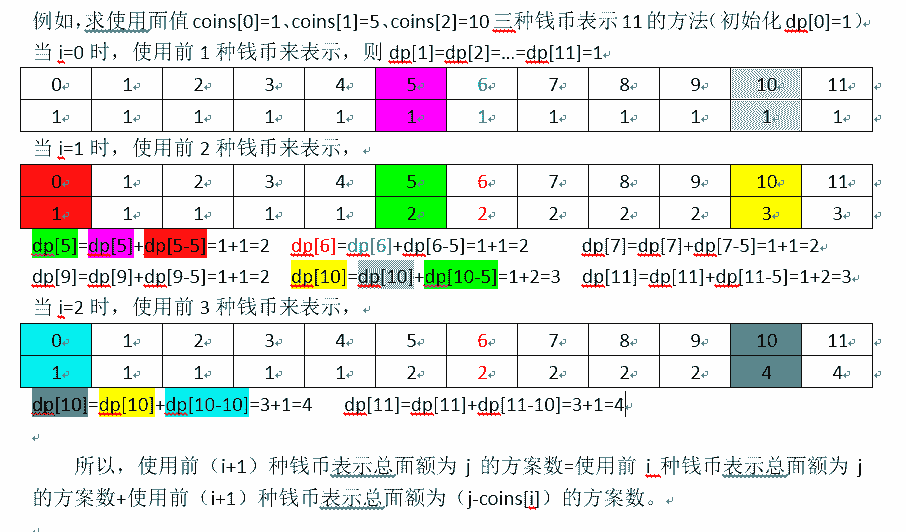 例如，求使用面值 coins[0]=1、coins[1]=5、coins[2]=10 三种钱币表示 11 的方法（初始化 dp[0]=1）
当 i=0 时，使用前 1 种钱币来表示，则 dp[1]=dp[2]=…=dp[11]=1
0 1 2 3 4 5 6 7 8 9 10 11
1 1 1 1 1 1 1 1 1 1 1 1
当 i=1 时，使用前 2 种钱币来表示，
0 1 2 3 4 5 6 7 8 9 10 11
1 1 1 1 1 2 2 2 2 2 3 3
dp[5]=dp[5]+dp[5-5]=1+1=2 dp[6]=dp[6]+dp[6-5]=1+1=2 dp[7]=dp[7]+dp[7-5]=1+1=2
dp[9]=dp[9]+dp[9-5]=1+1=2 dp[10]=dp[10]+dp[10-5]=1+2=3 dp[11]=dp[11]+dp[11-5]=1+2=3
当 i=2 时，使用前 3 种钱币来表示，
0 1 2 3 4 5 6 7 8 9 10 11
1 1 1 1 1 2 2 2 2 2 4 4
dp[10]=dp[10]+dp[10-10]=3+1=4 dp[11]=dp[11]+dp[11-10]=3+1=4
所以，使用前（i+1）种钱币表示总面额为 j 的方案数=使用前 i 种钱币表示总面额为 j
的方案数+使用前（i+1）种钱币表示总面额为（j-coins[i]）的方案数。